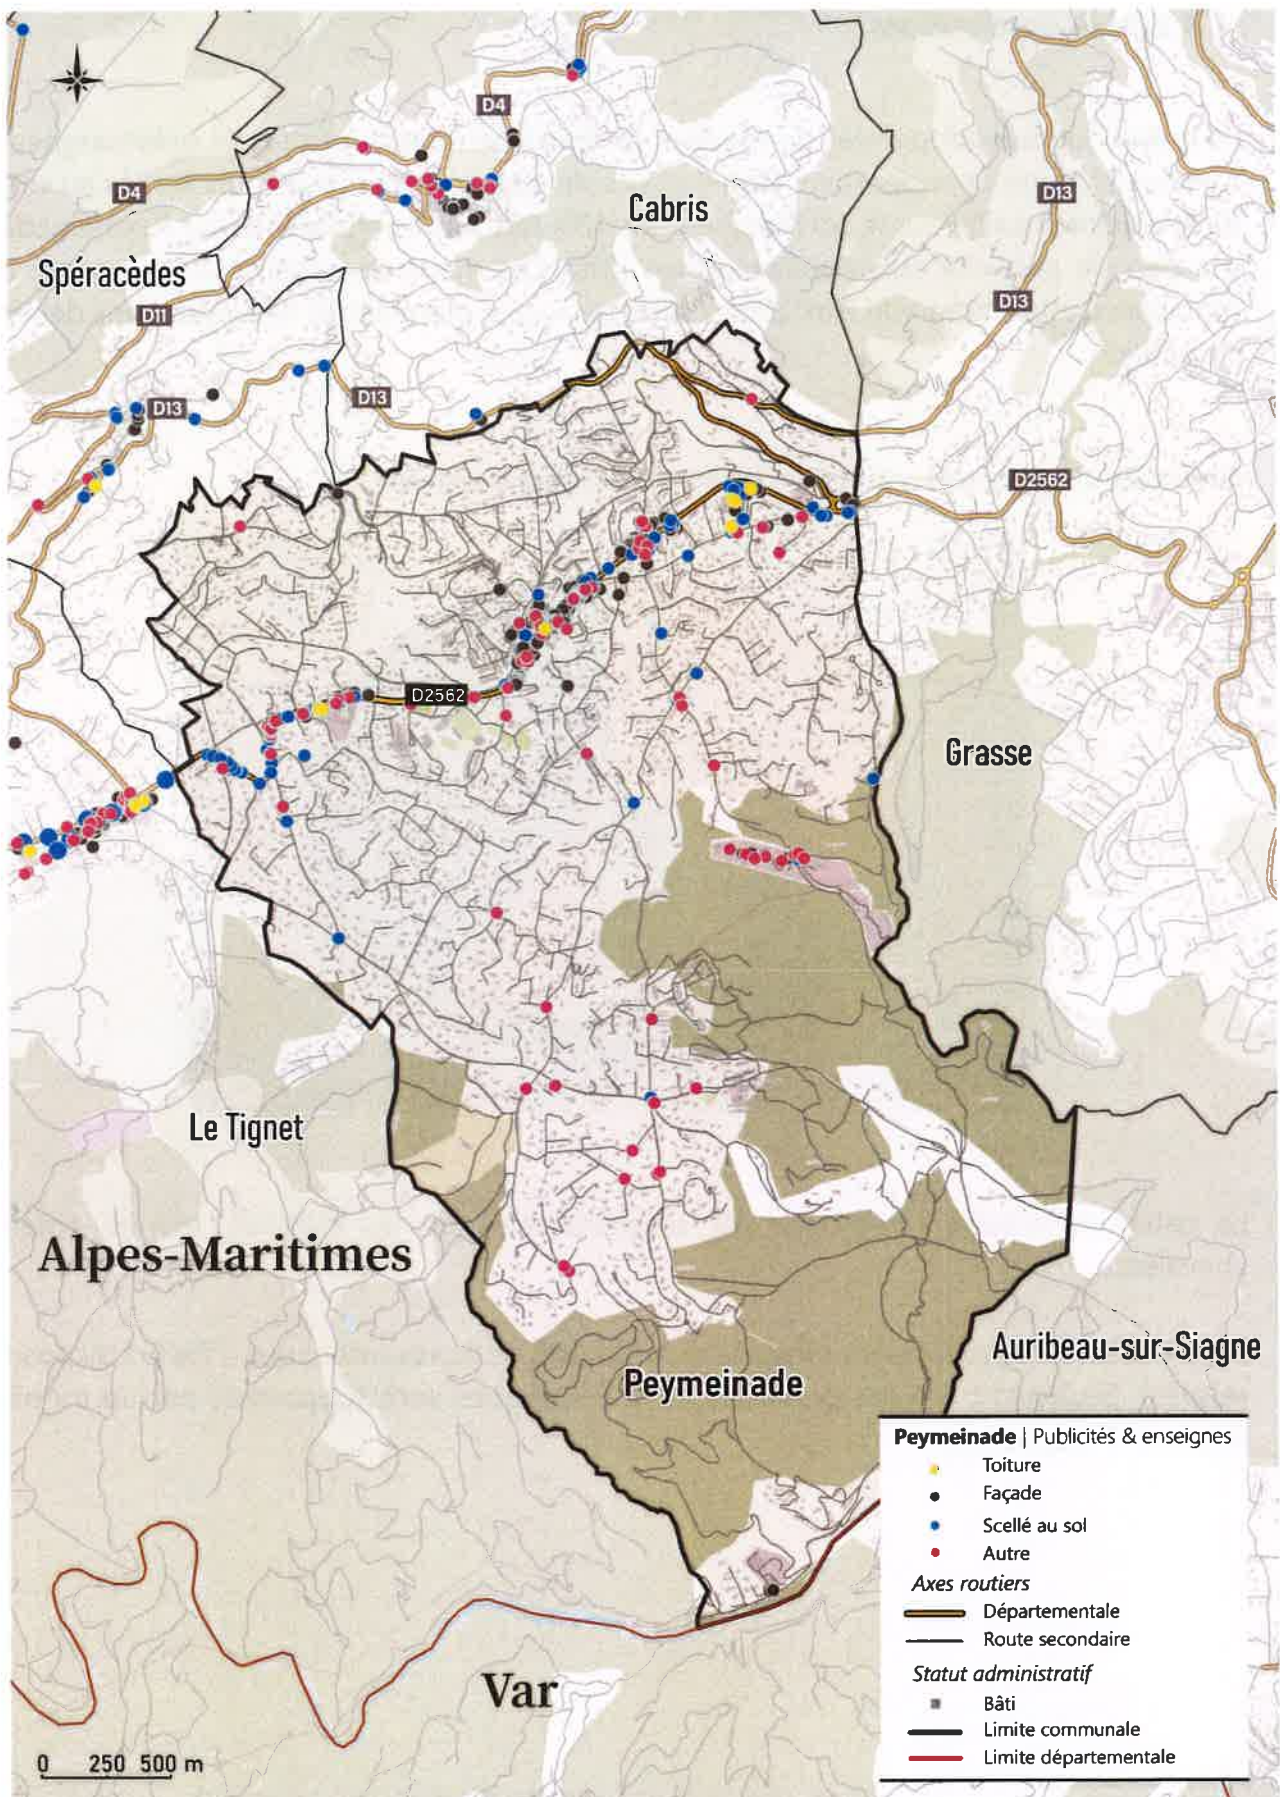 D4
D4
Cabris
D13
Spéracèdes
D11
D13
D13
D13
D2562
D2562
Grasse
Le Tignet
Alpes-Maritimes
Auribeau-sur-Siagne
Peymeinade
Peymeinade | Publicités & enseignes
Toiture
Façade
Scellé au sol
Autre
Axes routiers
Départementale
Route secondaire
Statut administratif
Bâti
Limite communale
Limite départementale
Var
0 250 500 m